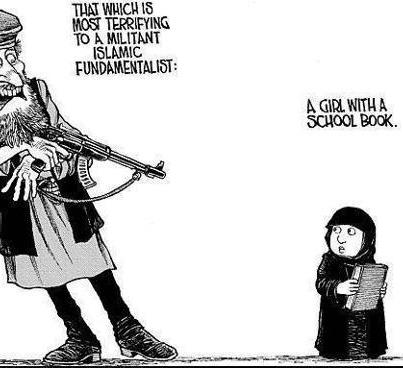 THAT WHICH IS
MOST TERRIFYING
TO A MILITANT
ISLAMIC
FUNDAMENTALIST:
A GIRL WITH A
SCHOOL BOOK.